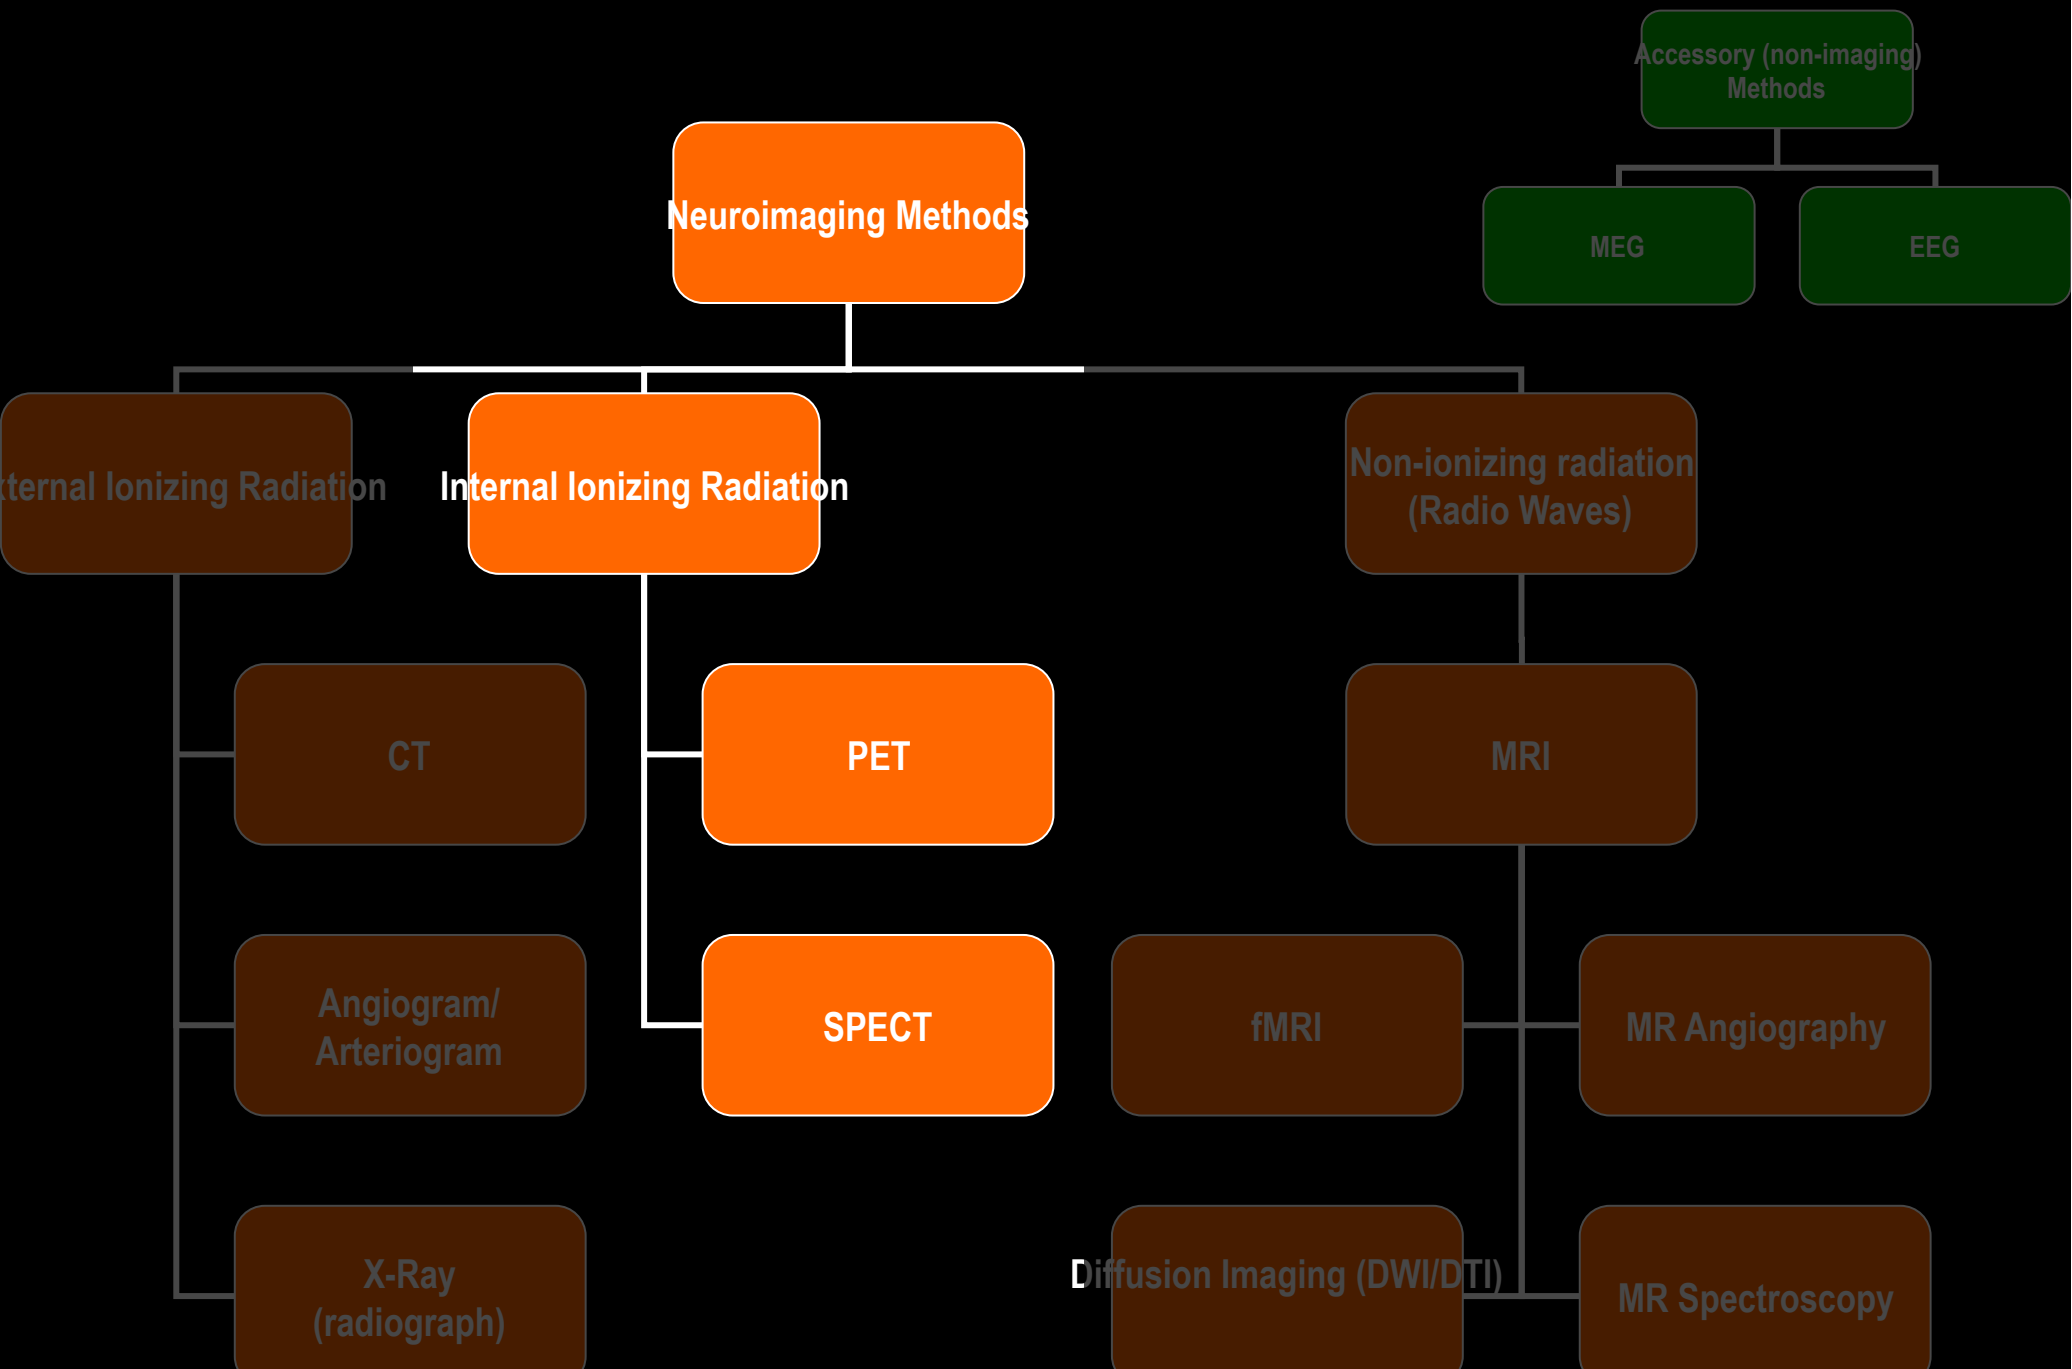 Accessory (non-imaging)
Methods
Neuroimaging Methods
MEG
EEG
xternal Ionizing Radiation
Internal Ionizing Radiation
Non-ionizing radiation
(Radio Waves)
CT
PET
MRI
Angiogram/
Arteriogram
SPECT
fMRI
MR Angiography
X-Ray
(radiograph)
Diffusion Imaging (DWI/DTI)
MR Spectroscopy